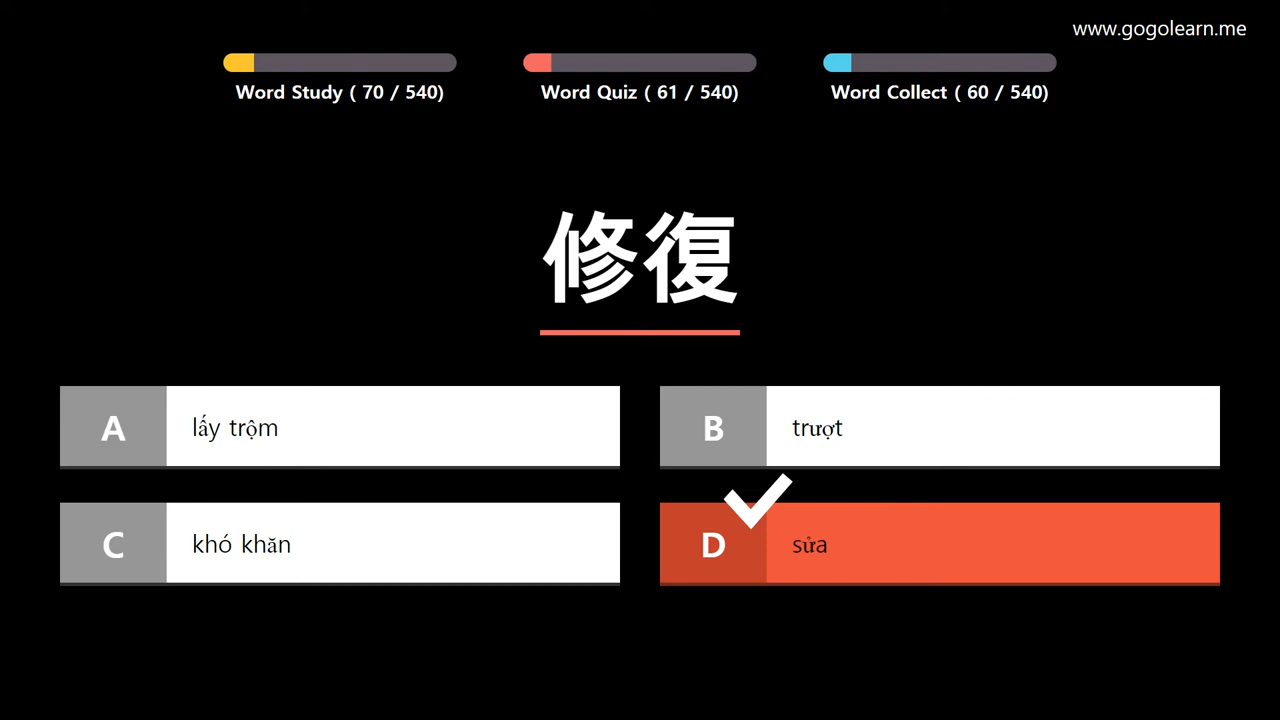 www.gogolearn.me
Word Study ( 70 / 540)
Word Quiz ( 61 / 540)
Word Collect ( 60 / 540)
修復
A
lấy trộm
B
trượt
C
khó khăn
D
sửa